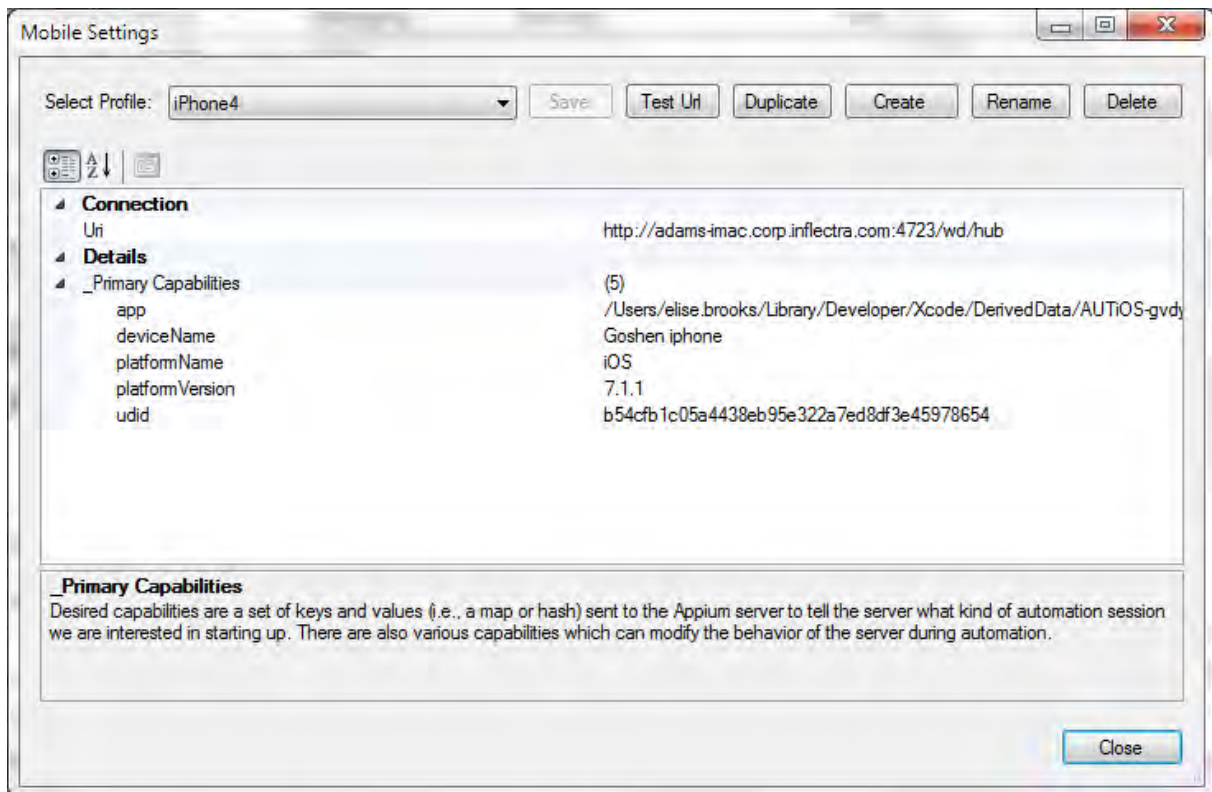 Mobile Settings
Select Profile: iPhone4 Save Test Url Duplicate Create Rename Delete
Connection
Uri http://adams-imac.corp.inflectra.com:4723/wd/hub
Details
_Primary Capabilities (5)
app /Users/elise.brooks/Library/Developer/Xcode/DerivedData/AUTiOS-gvdy
deviceName Goshen iphone
platformName iOS
platformVersion 7.1.1
udid b54cfb1c05a4438eb95e322a7ed8df3e45978654
_Primary Capabilities
Desired capabilities are a set of keys and values (i.e., a map or hash) sent to the Appium server to tell the server what kind of automation session
we are interested in starting up. There are also various capabilities which can modify the behavior of the server during automation.
Close